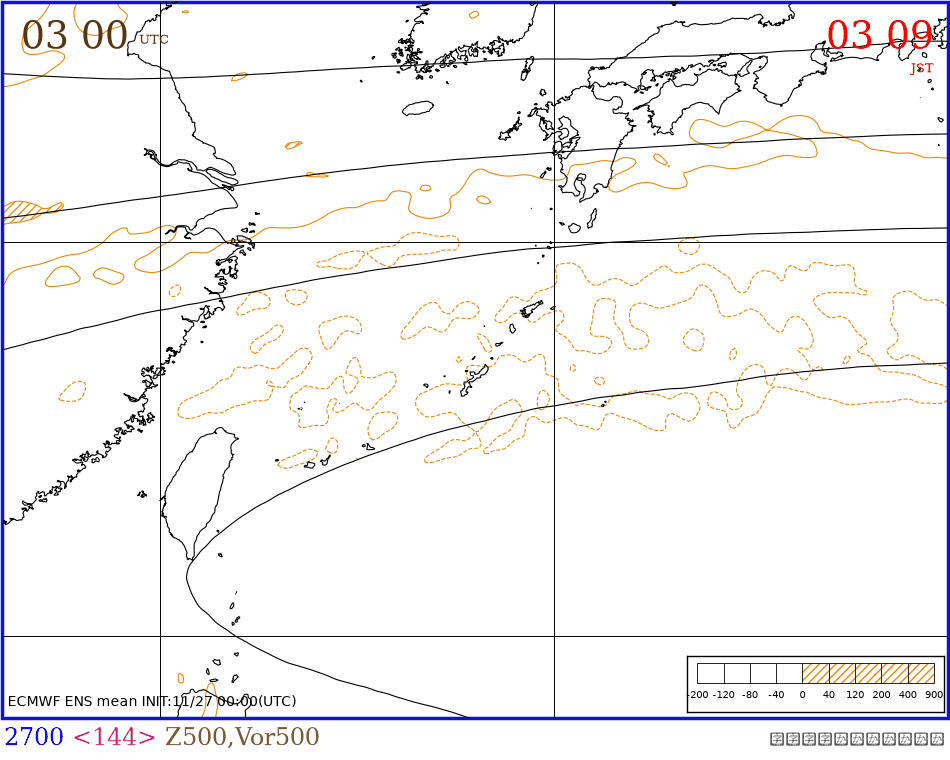 03 00 UTC
03 09
JST
-200 -120 -80 -40 0 40 120 200 400 900
ECMWF ENS mean INIT:11/27 00:00(UTC)
2700 <144> Z500,Vor500